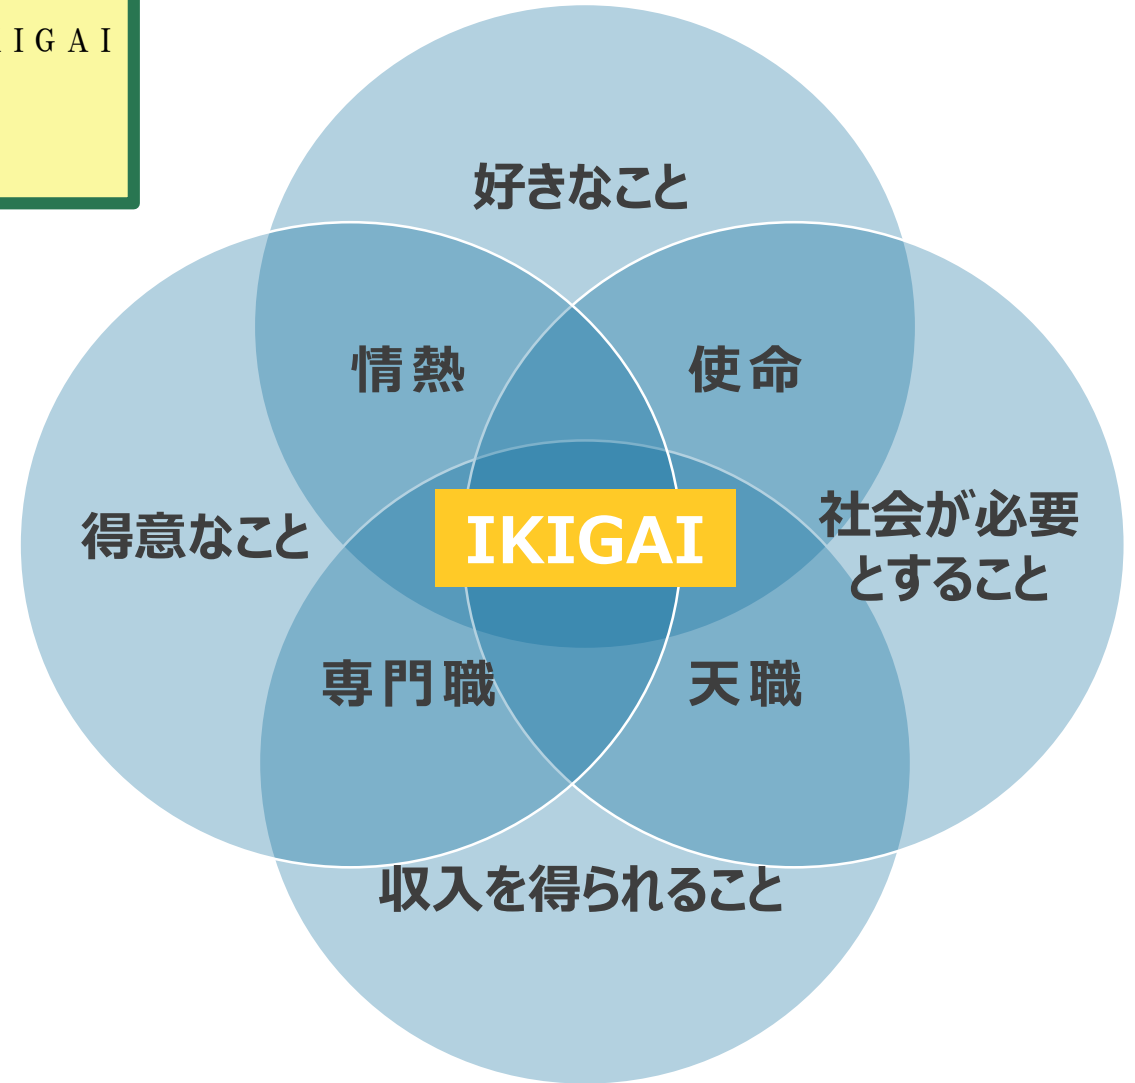 IGAI
好きなこと
情熱
使命
得意なこと
IKIGAI
社会が必要
とすること
専門職
天職
収入を得られること